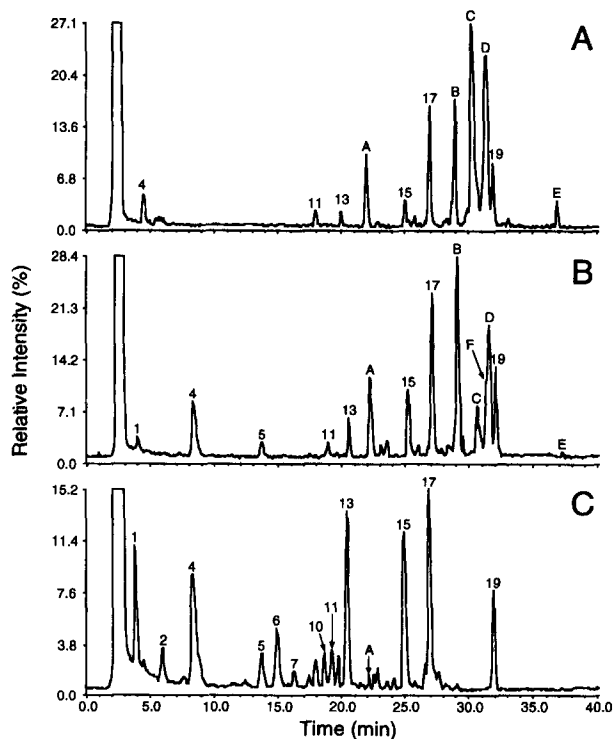 A
27.1
20.4
13.6
6.8
0.0
4
11
13
A
15
17
B
C
D
19
E
B
28.4
21.3
14.2
7.1
0.0
1
4
5
11
13
A
15
17
B
C
F
D
19
E
C
15.2
11.4
7.6
3.8
0.0
1
2
4
5
6
7
10
11
13
A
15
17
19
Relative Intensity (%)
0.0 5.0 10.0 15.0 20.0 25.0 30.0 35.0 40.0
Time (min)